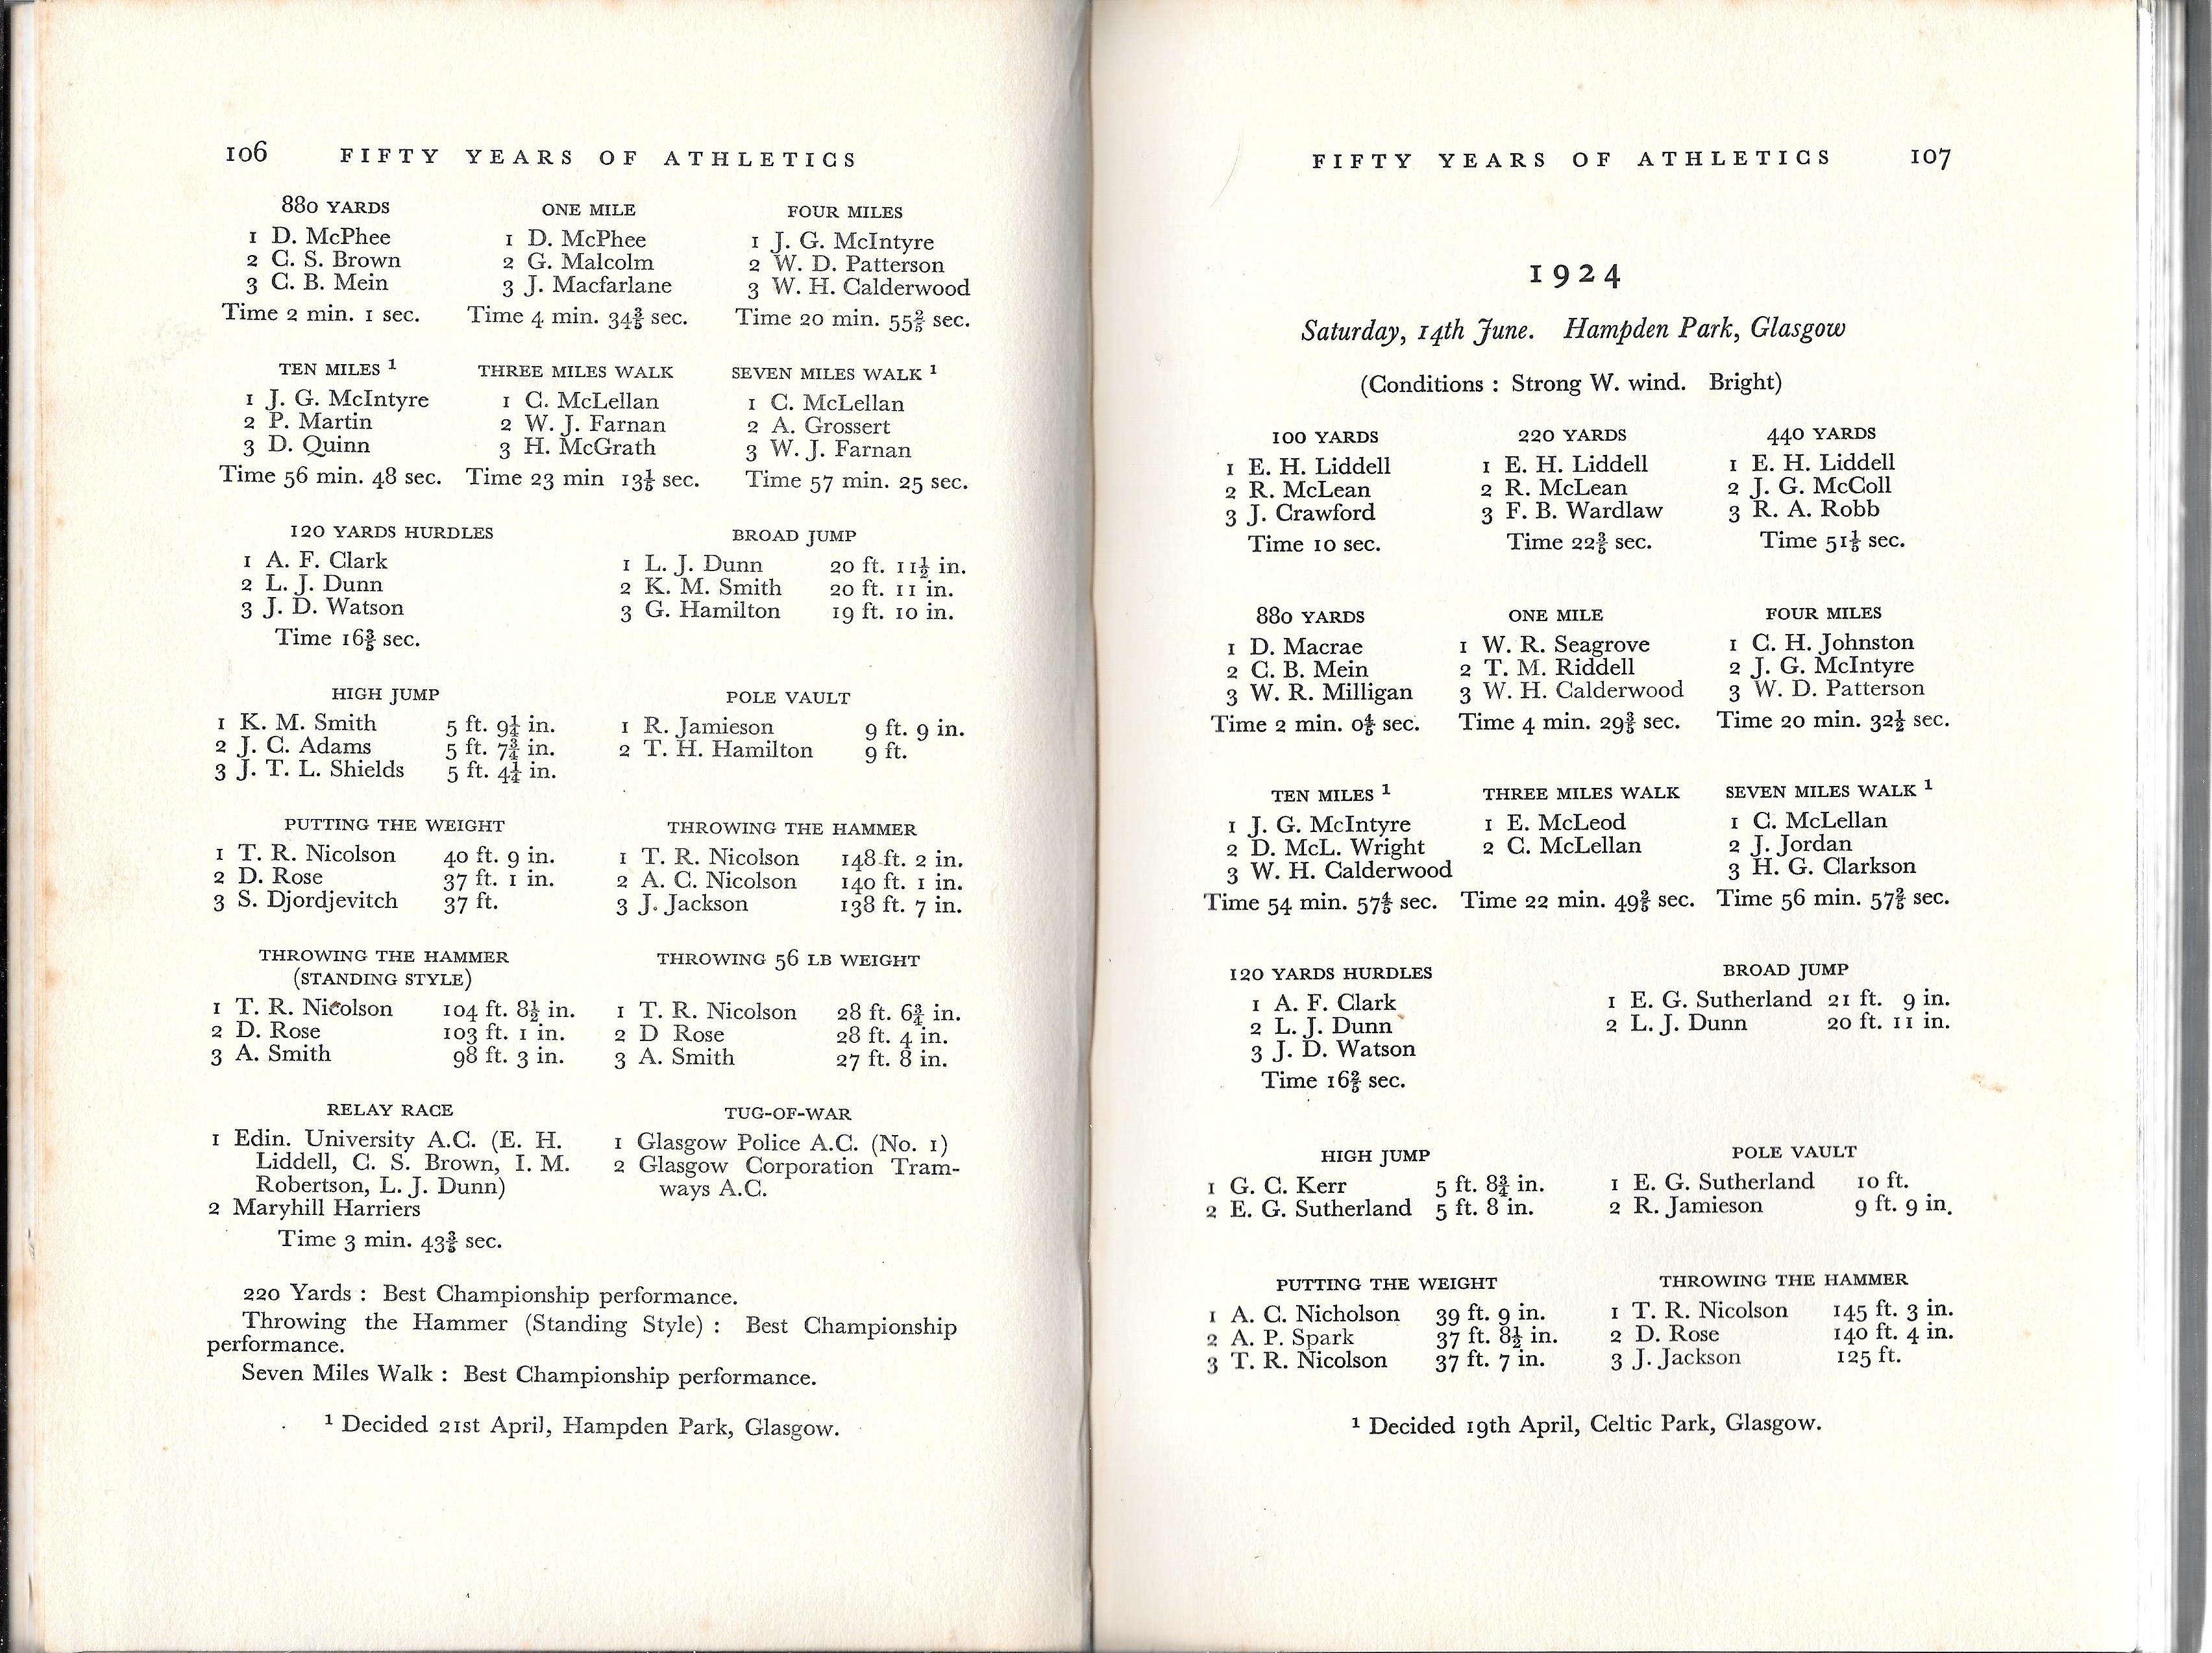 106 FIFTY YEARS OF ATHLETICS
880 YARDS
1 D. McPhee
2 C. S. Brown
3 C. B. Mein
Time 2 min. 1 sec.
ONE MILE
1 D. McPhee
2 G. Malcolm
3 J. Macfarlane
Time 4 min. 34⅗ sec.
FOUR MILES
1 J. G. McIntyre
2 W. D. Patterson
3 W. H. Calderwood
Time 20 min. 55⅖ sec.
TEN MILES ¹
1 J. G. McIntyre
2 P. Martin
3 D. Quinn
Time 56 min. 48 sec.
THREE MILES WALK
1 C. McLellan
2 W. J. Farnan
3 H. McGrath
Time 23 min 13⅕ sec.
SEVEN MILES WALK ¹
1 C. McLellan
2 A. Grossert
3 W. J. Farnan
Time 57 min. 25 sec.
120 YARDS HURDLES
1 A. F. Clark
2 L. J. Dunn
3 J. D. Watson
Time 16⅗ sec.
BROAD JUMP
1 L. J. Dunn 20 ft. 11½ in.
2 K. M. Smith 20 ft. 11 in.
3 G. Hamilton 19 ft. 10 in.
HIGH JUMP
1 K. M. Smith 5 ft. 9¼ in.
2 J. C. Adams 5 ft. 7¾ in.
3 J. T. L. Shields 5 ft. 4¼ in.
POLE VAULT
1 R. Jamieson 9 ft. 9 in.
2 T. H. Hamilton 9 ft.
PUTTING THE WEIGHT
1 T. R. Nicolson 40 ft. 9 in.
2 D. Rose 37 ft. 1 in.
3 S. Djordjevitch 37 ft.
THROWING THE HAMMER
1 T. R. Nicolson 148 ft. 2 in.
2 A. C. Nicolson 140 ft. 1 in.
3 J. Jackson 138 ft. 7 in.
THROWING THE HAMMER
(STANDING STYLE)
1 T. R. Nicolson 104 ft. 8½ in.
2 D. Rose 103 ft. 1 in.
3 A. Smith 98 ft. 3 in.
THROWING 56 LB WEIGHT
1 T. R. Nicolson 28 ft. 6¾ in.
2 D Rose 28 ft. 4 in.
3 A. Smith 27 ft. 8 in.
RELAY RACE
1 Edin. University A.C. (E. H.
Liddell, C. S. Brown, I. M.
Robertson, L. J. Dunn)
2 Maryhill Harriers
Time 3 min. 43⅗ sec.
TUG-OF-WAR
1 Glasgow Police A.C. (No. 1)
2 Glasgow Corporation Tram-
ways A.C.
220 Yards : Best Championship performance.
Throwing the Hammer (Standing Style) : Best Championship
performance.
Seven Miles Walk : Best Championship performance.
¹ Decided 21st April, Hampden Park, Glasgow.
FIFTY YEARS OF ATHLETICS 107
1924
Saturday, 14th June. Hampden Park, Glasgow
(Conditions : Strong W. wind. Bright)
100 YARDS
1 E. H. Liddell
2 R. McLean
3 J. Crawford
Time 10 sec.
220 YARDS
1 E. H. Liddell
2 R. McLean
3 F. B. Wardlaw
Time 22⅗ sec.
440 YARDS
1 E. H. Liddell
2 J. G. McColl
3 R. A. Robb
Time 51⅕ sec.
880 YARDS
1 D. Macrae
2 C. B. Mein
3 W. R. Milligan
Time 2 min. 0⅘ sec.
ONE MILE
1 W. R. Seagrove
2 T. M. Riddell
3 W. H. Calderwood
Time 4 min. 29⅗ sec.
FOUR MILES
1 C. H. Johnston
2 J. G. McIntyre
3 W. D. Patterson
Time 20 min. 32½ sec.
TEN MILES ¹
1 J. G. McIntyre
2 D. McL. Wright
3 W. H. Calderwood
Time 54 min. 57⅘ sec.
THREE MILES WALK
1 E. McLeod
2 C. McLellan
Time 22 min. 49⅗ sec.
SEVEN MILES WALK ¹
1 C. McLellan
2 J. Jordan
3 H. G. Clarkson
Time 56 min. 57⅗ sec.
120 YARDS HURDLES
1 A. F. Clark
2 L. J. Dunn
3 J. D. Watson
Time 16⅖ sec.
BROAD JUMP
1 E. G. Sutherland 21 ft. 9 in.
2 L. J. Dunn 20 ft. 11 in.
HIGH JUMP
1 G. C. Kerr 5 ft. 8¾ in.
2 E. G. Sutherland 5 ft. 8 in.
POLE VAULT
1 E. G. Sutherland 10 ft.
2 R. Jamieson 9 ft. 9 in.
PUTTING THE WEIGHT
1 A. C. Nicholson 39 ft. 9 in.
2 A. P. Spark 37 ft. 8½ in.
3 T. R. Nicolson 37 ft. 7 in.
THROWING THE HAMMER
1 T. R. Nicolson 145 ft. 3 in.
2 D. Rose 140 ft. 4 in.
3 J. Jackson 125 ft.
¹ Decided 19th April, Celtic Park, Glasgow.